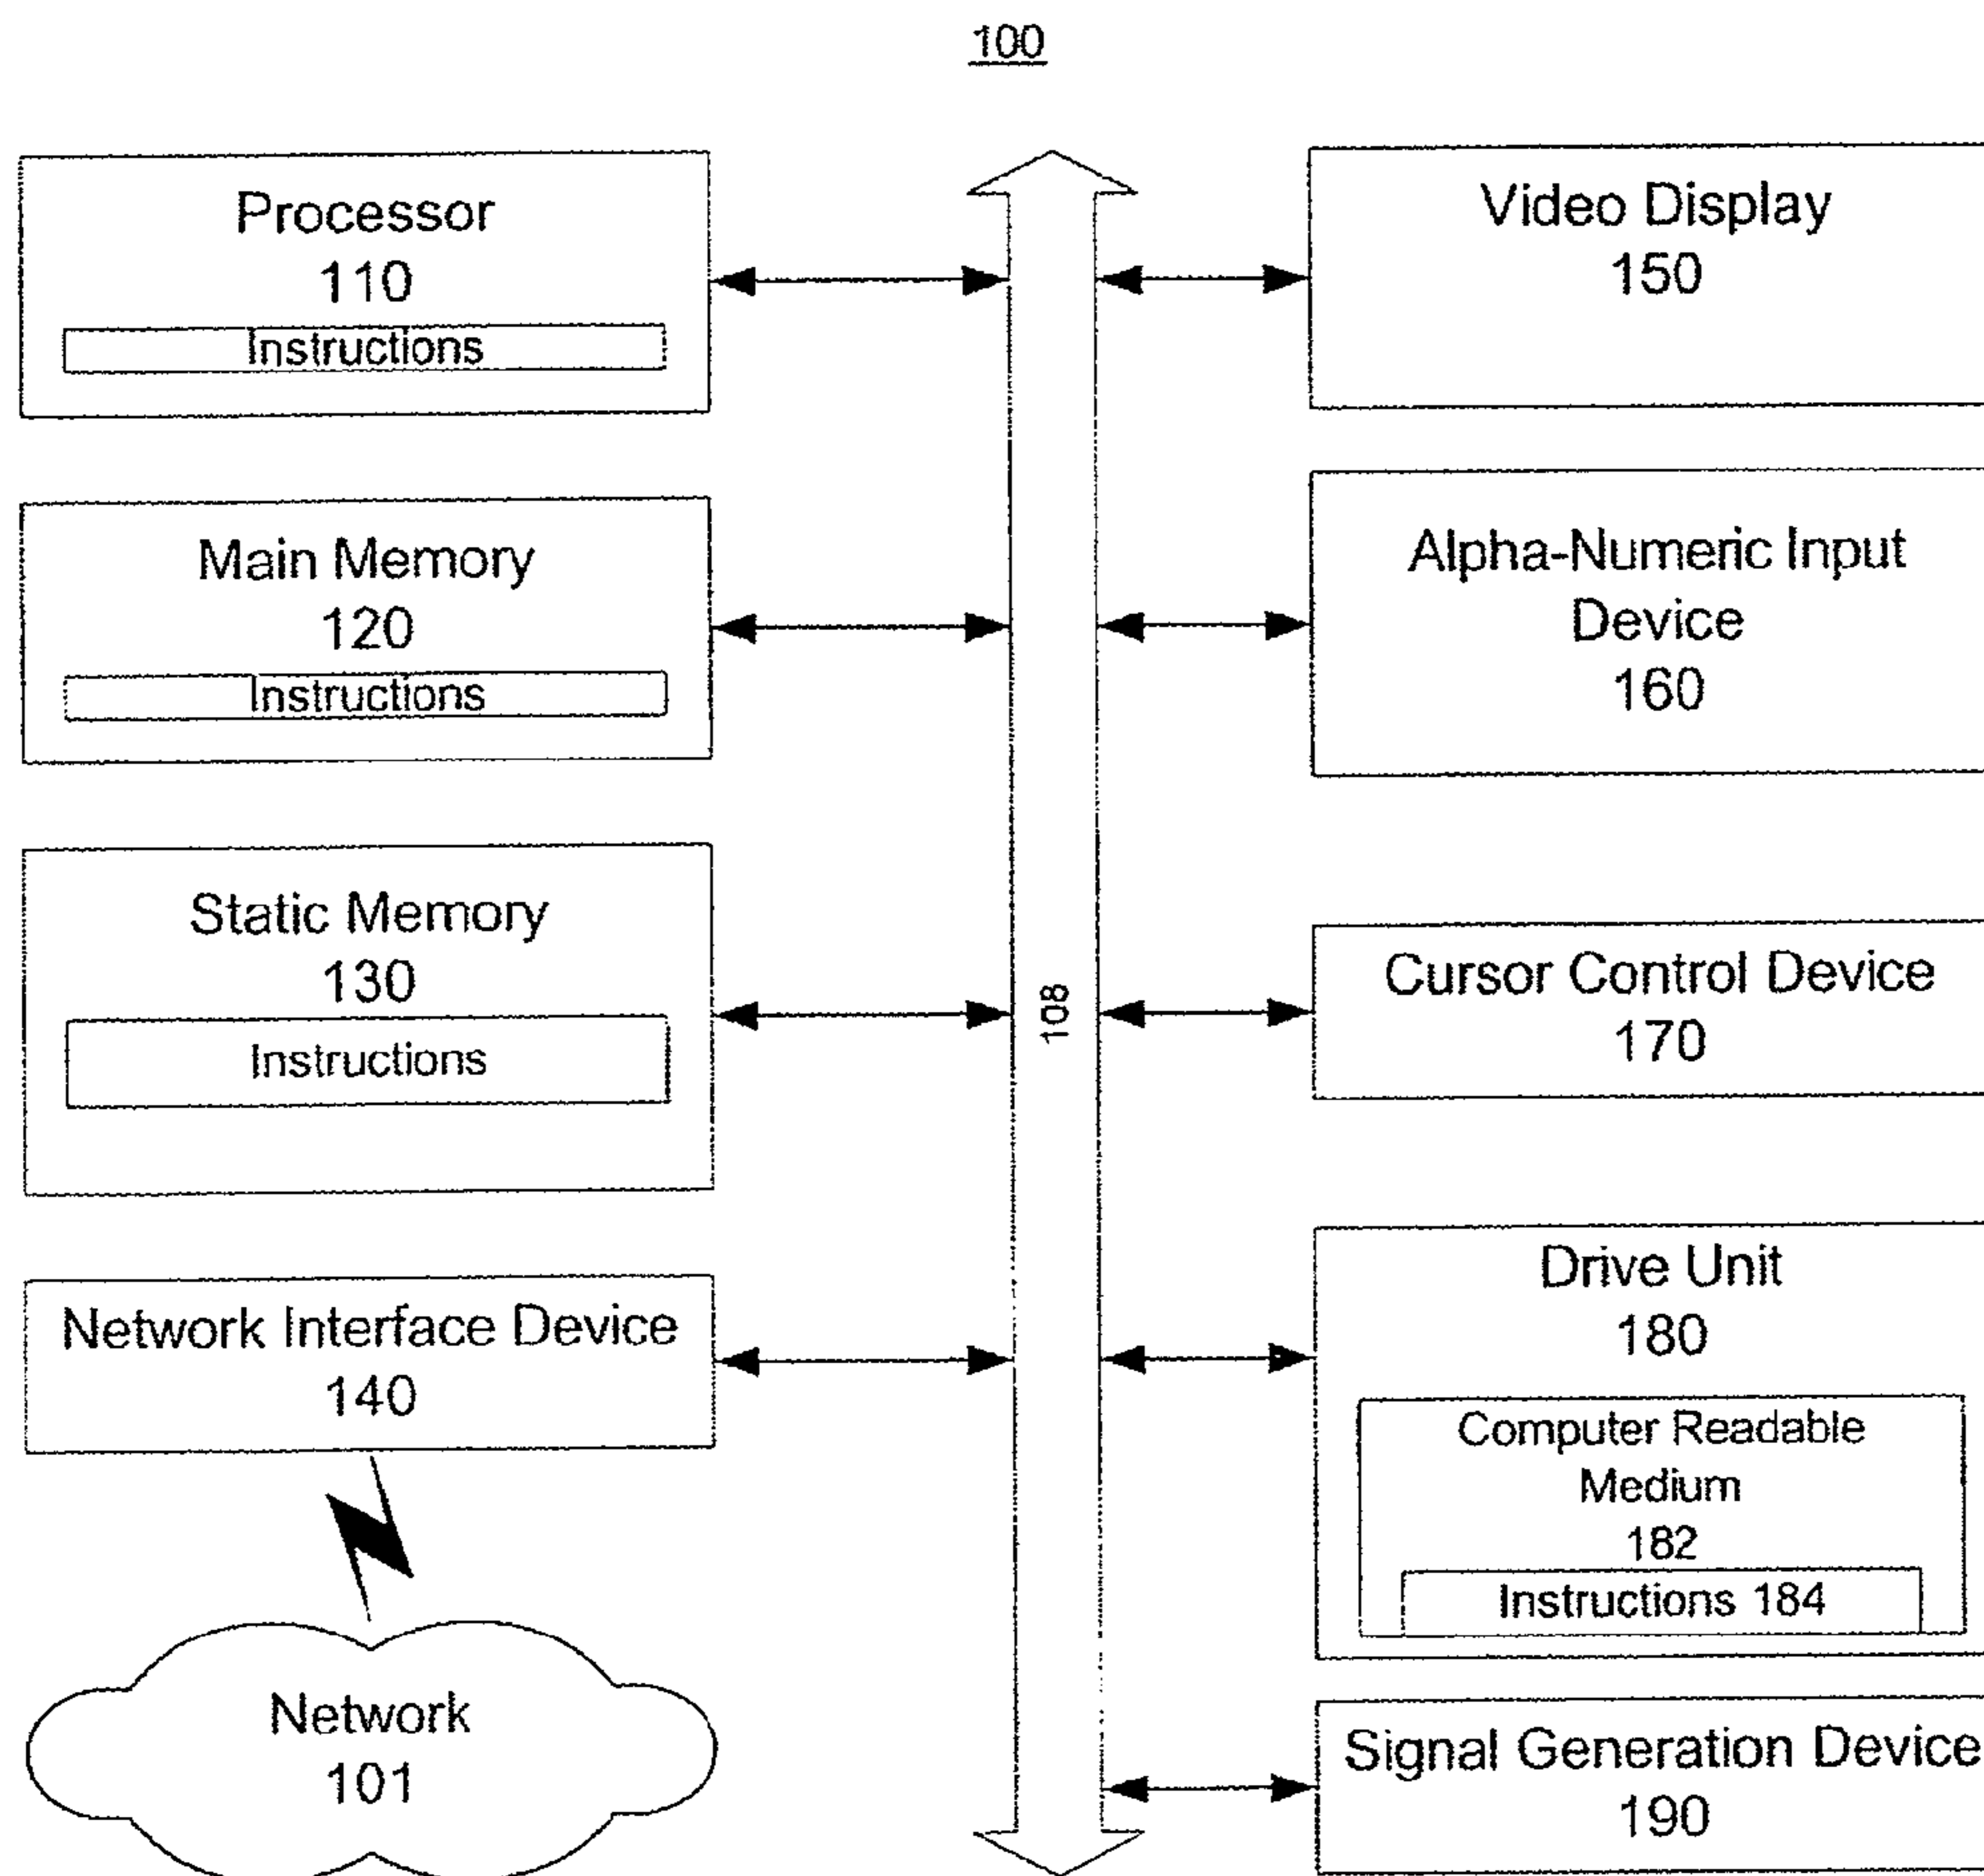 100
Processor
110
Instructions
Main Memory
120
Instructions
Static Memory
130
Instructions
Network Interface Device
140
Network
101
108
Video Display
150
Alpha-Numeric Input
Device
160
Cursor Control Device
170
Drive Unit
180
Computer Readable
Medium
182
Instructions 184
Signal Generation Device
190